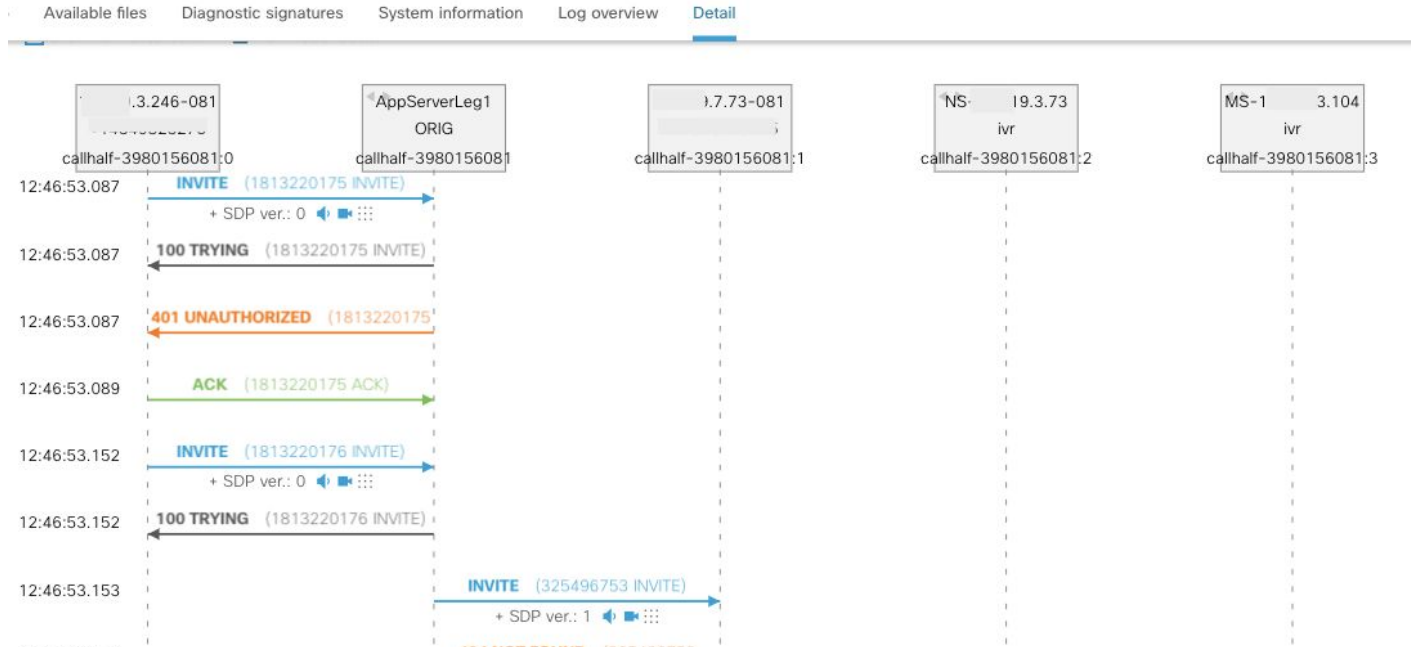 Available files Diagnostic signatures System information Log overview Detail
.3.246-081 AppServerLeg1 .7.73-081 NS- 19.3.73 MS-1 3.104
ORIG ivr ivr
callhalf-3980156081:0 callhalf-3980156081 callhalf-3980156081:1 callhalf-3980156081:2 callhalf-3980156081:3
12:46:53.087 INVITE (1813220175 INVITE)
+ SDP ver.: 0
12:46:53.087 100 TRYING (1813220175 INVITE)
12:46:53.087 401 UNAUTHORIZED (1813220175
12:46:53.089 ACK (1813220175 ACK)
12:46:53.152 INVITE (1813220176 INVITE)
+ SDP ver.: 0
12:46:53.152 100 TRYING (1813220176 INVITE)
12:46:53.153 INVITE (325496753 INVITE)
+ SDP ver.: 1